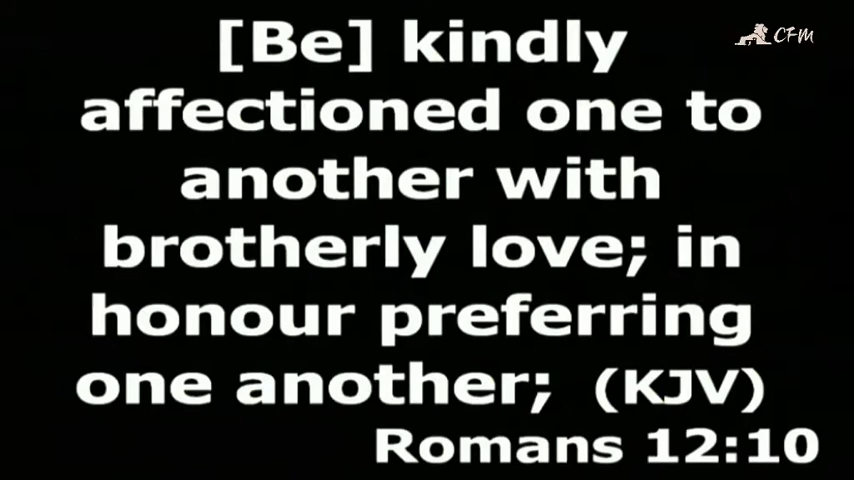 CFM
[Be] kindly
affectioned one to
another with
brotherly love; in
honour preferring
one another; (KJV)
Romans 12:10